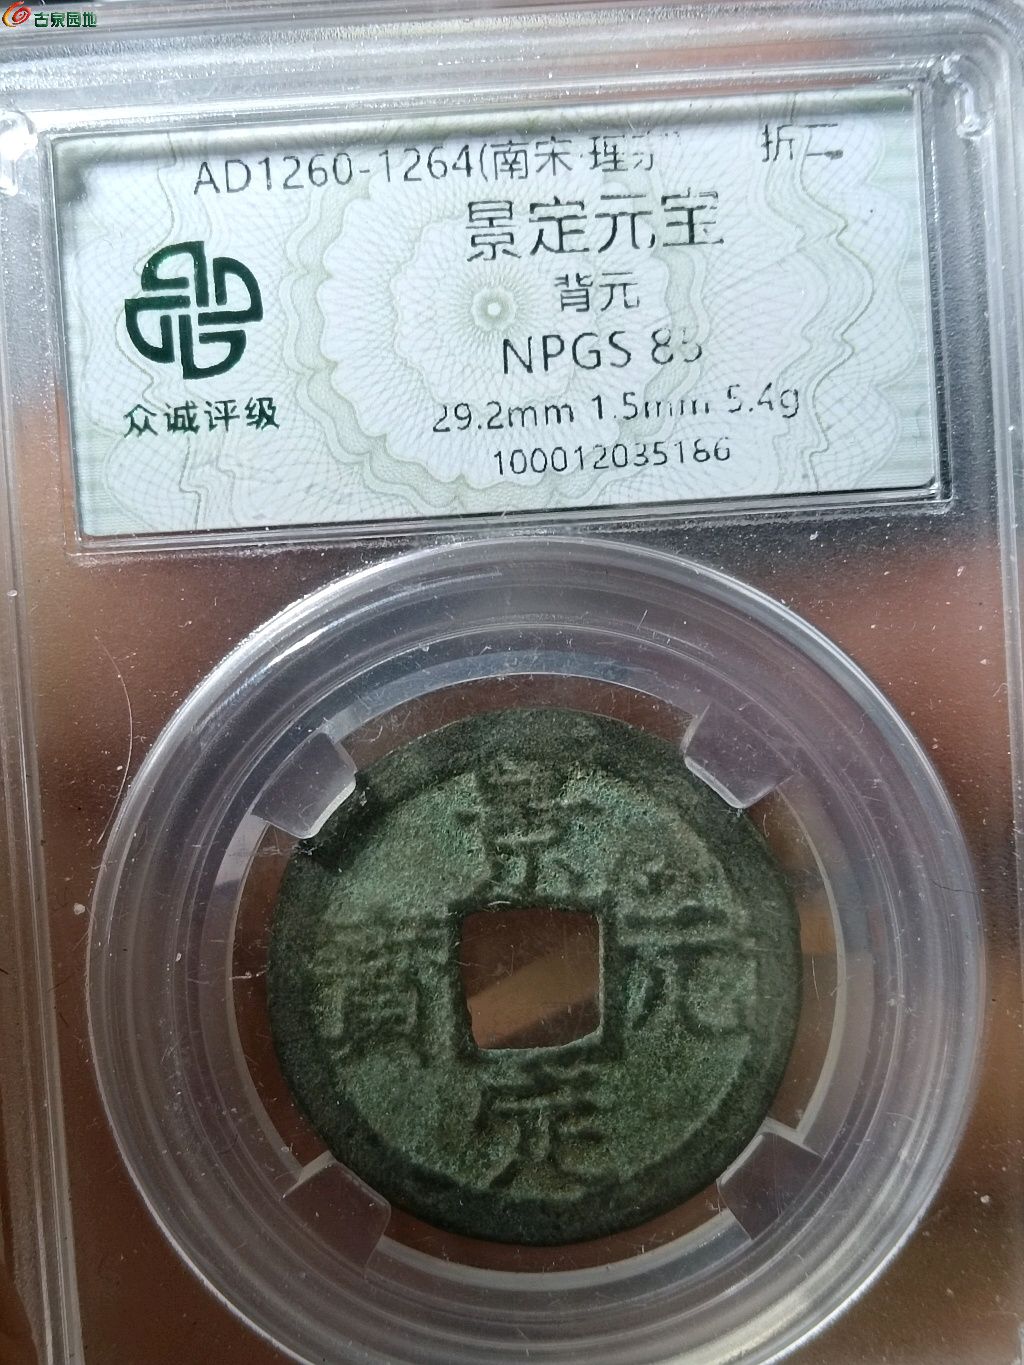 古泉园地
AD1260-1264(南宋·理宗)
折二
景定元宝
背元
NPGS 85
29.2mm 1.5mm 5.4g
100012035186
众诚评级
景
元
寶
定